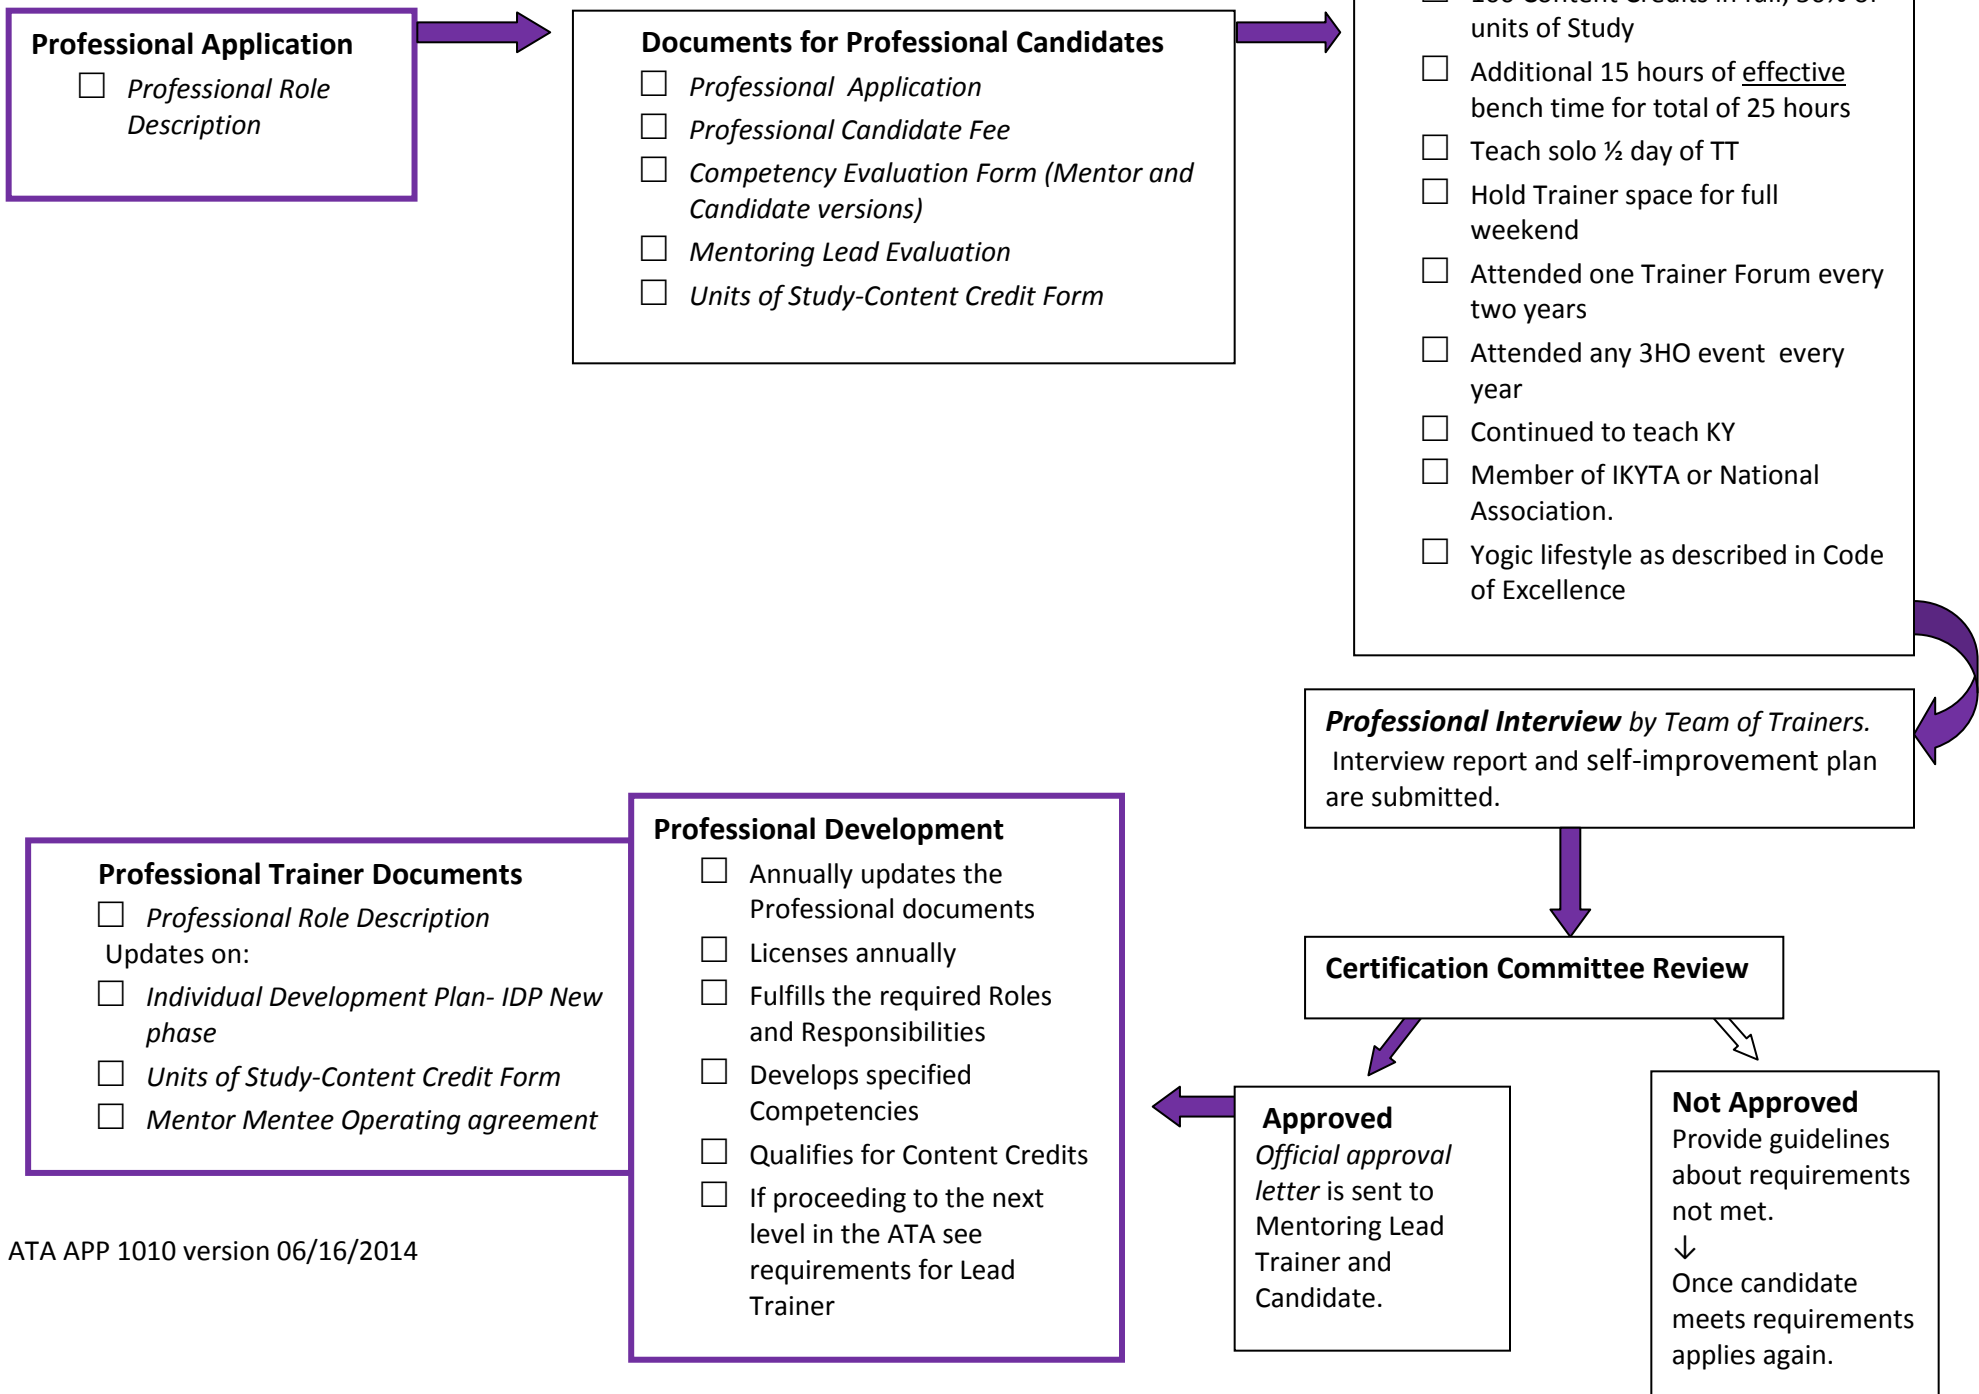 Professional Application
☐ Professional Role
Description
Documents for Professional Candidates
☐ Professional Application
☐ Professional Candidate Fee
☐ Competency Evaluation Form (Mentor and
Candidate versions)
☐ Mentoring Lead Evaluation
☐ Units of Study-Content Credit Form
units of Study
☐ Additional 15 hours of effective
bench time for total of 25 hours
☐ Teach solo ½ day of TT
☐ Hold Trainer space for full
weekend
☐ Attended one Trainer Forum every
two years
☐ Attended any 3HO event every
year
☐ Continued to teach KY
☐ Member of IKYTA or National
Association.
☐ Yogic lifestyle as described in Code
of Excellence
Professional Interview by Team of Trainers.
Interview report and self-improvement plan
are submitted.
Certification Committee Review
Approved
Official approval
letter is sent to
Mentoring Lead
Trainer and
Candidate.
Not Approved
Provide guidelines
about requirements
not met.
↓
Once candidate
meets requirements
applies again.
Professional Development
☐ Annually updates the
Professional documents
☐ Licenses annually
☐ Fulfills the required Roles
and Responsibilities
☐ Develops specified
Competencies
☐ Qualifies for Content Credits
☐ If proceeding to the next
level in the ATA see
requirements for Lead
Trainer
Professional Trainer Documents
☐ Professional Role Description
Updates on:
☐ Individual Development Plan- IDP New
phase
☐ Units of Study-Content Credit Form
☐ Mentor Mentee Operating agreement
ATA APP 1010 version 06/16/2014